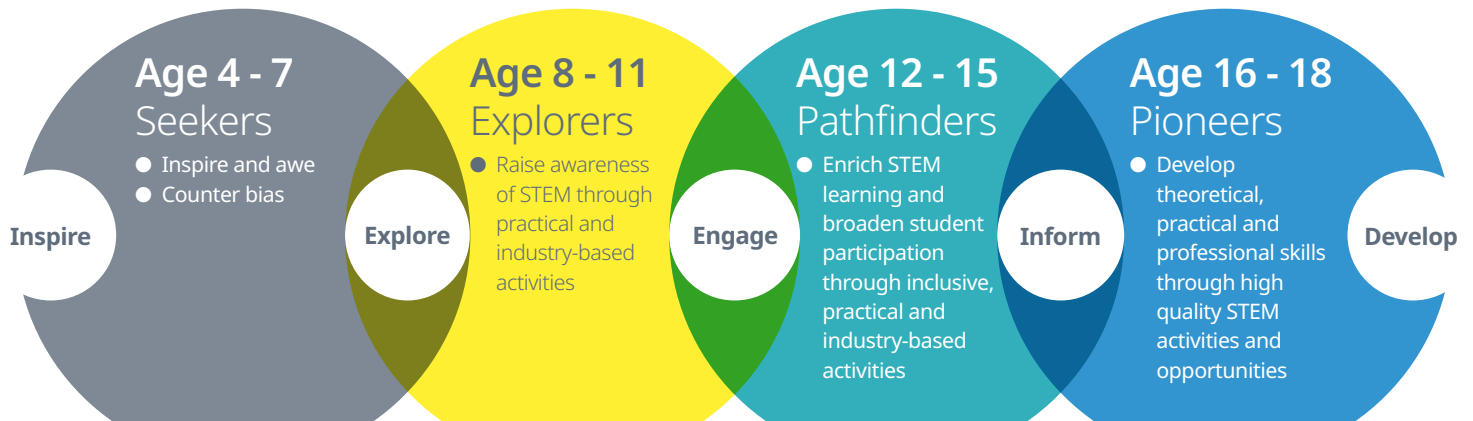 Age 4 - 7
Seekers
● Inspire and awe
● Counter bias
Age 8 - 11
Explorers
● Raise awareness
of STEM through
practical and
industry-based
activities
Age 12 - 15
Pathfinders
● Enrich STEM
learning and
broaden student
participation
through inclusive,
practical and
industry-based
activities
Age 16 - 18
Pioneers
● Develop
theoretical,
practical and
professional skills
through high
quality STEM
activities and
opportunities
Inspire
Explore
Engage
Inform
Develop